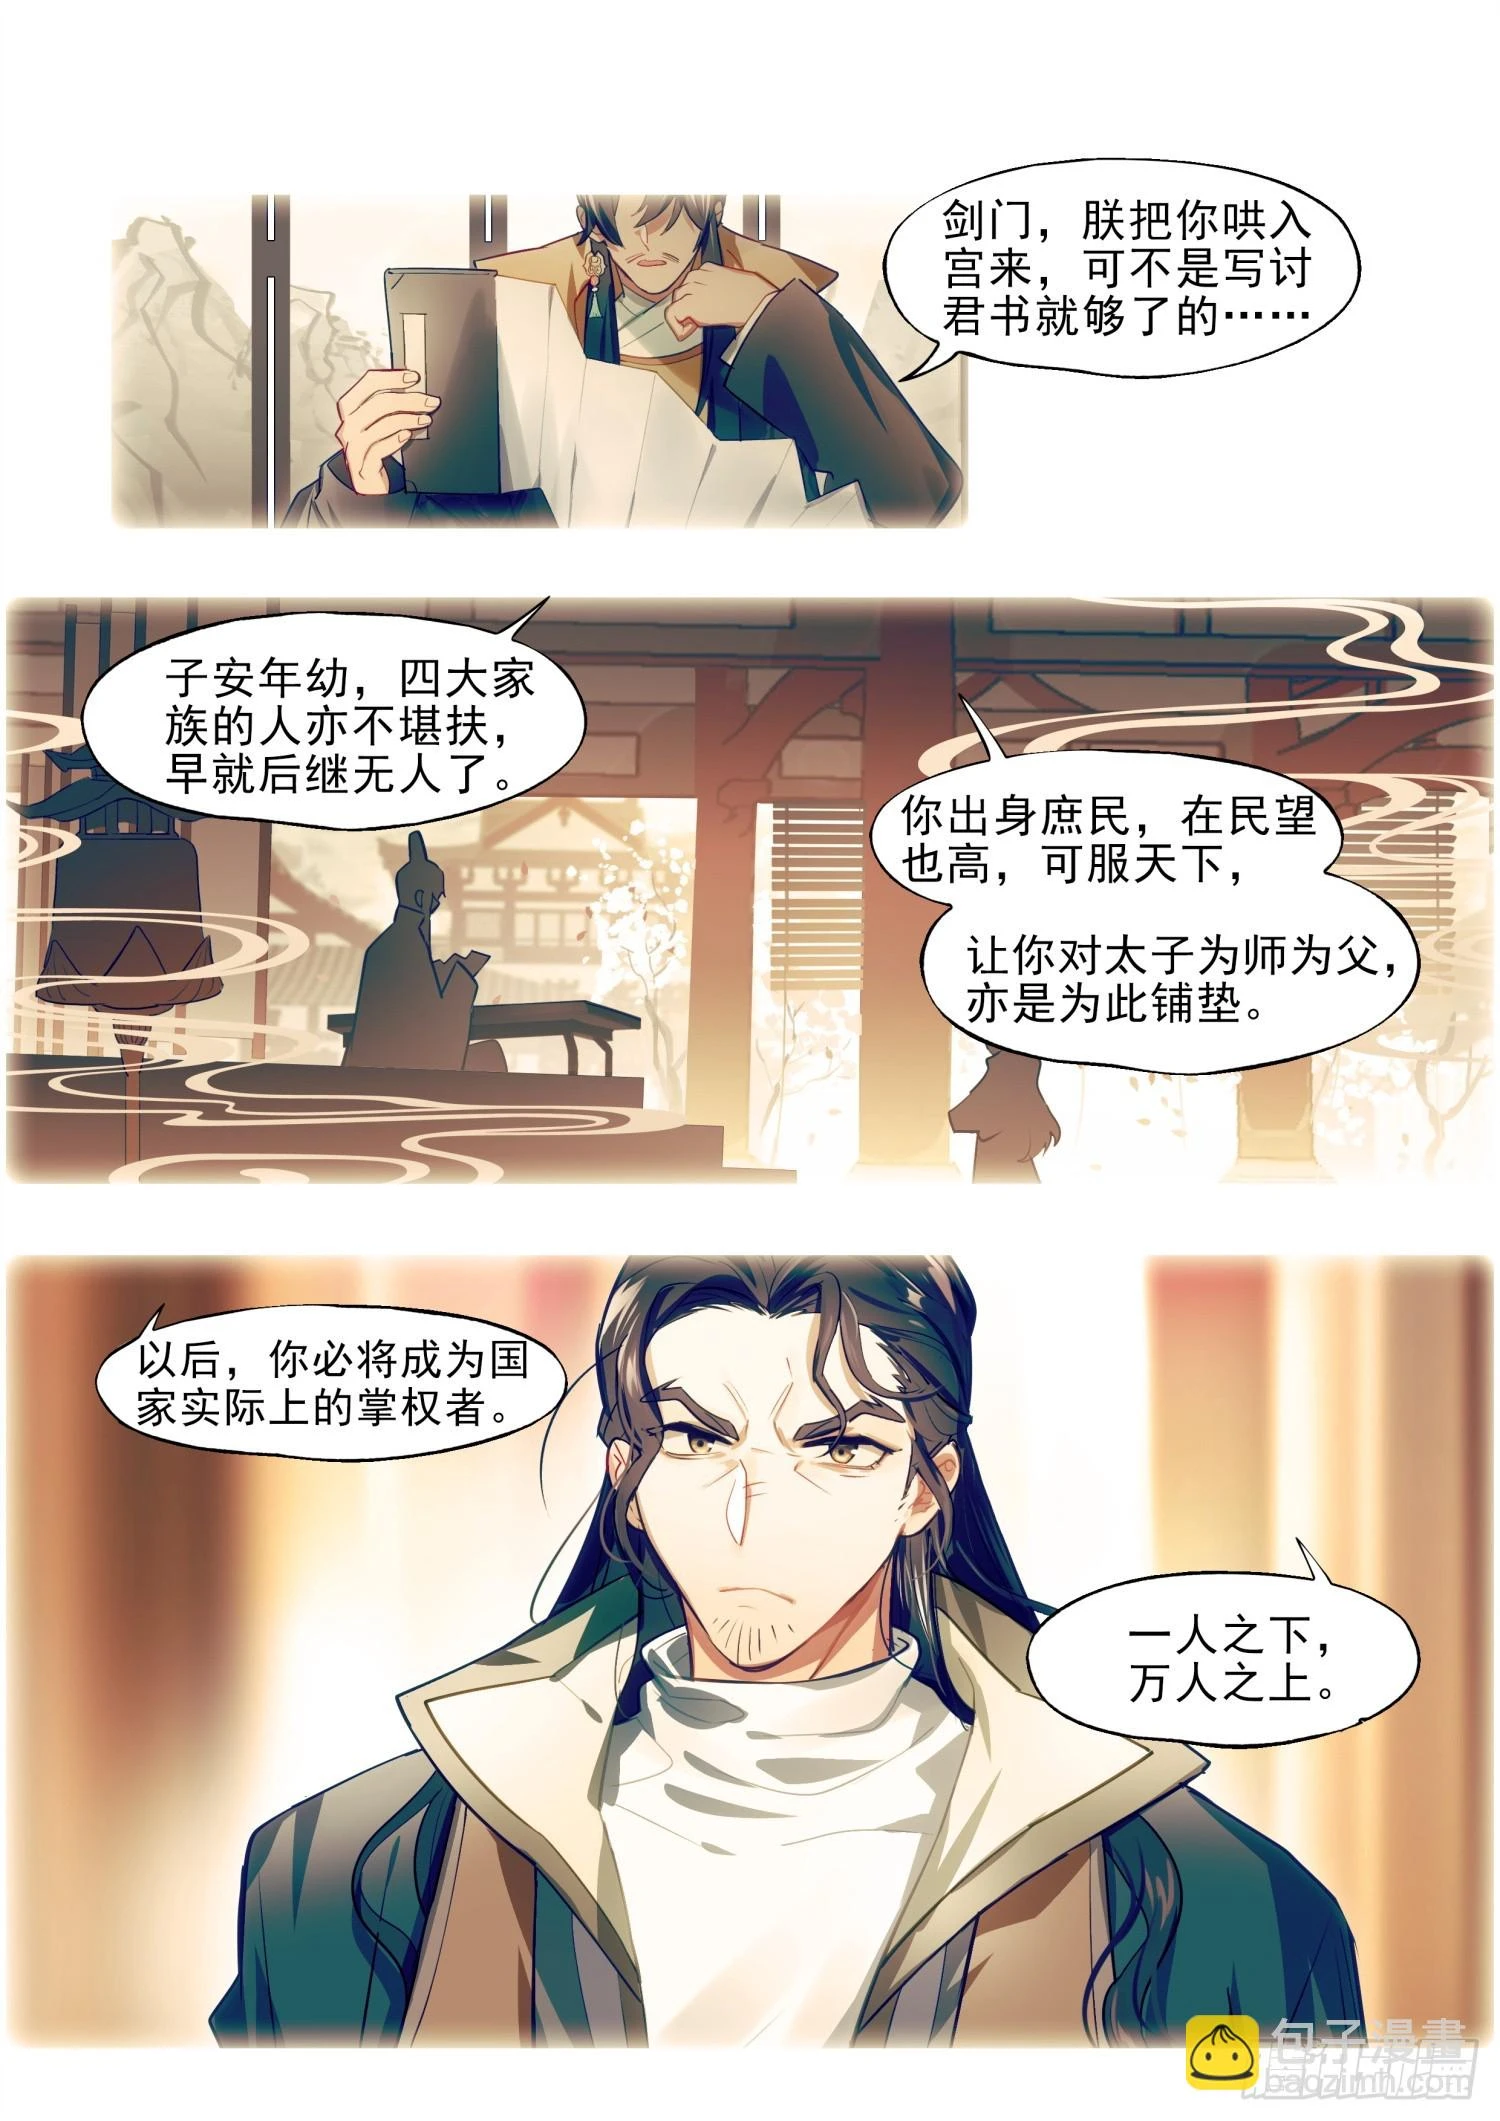 剑门，朕把你哄入
宫来，可不是写讨
君书就够了的……
子安年幼，四大家
族的人亦不堪扶，
早就后继无人了。
你出身庶民，在民望
也高，可服天下，
让你对太子为师为父，
亦是为此铺垫。
以后，你必将成为国
家实际上的掌权者。
一人之下，
万人之上。
包子漫畫
baozimh.com